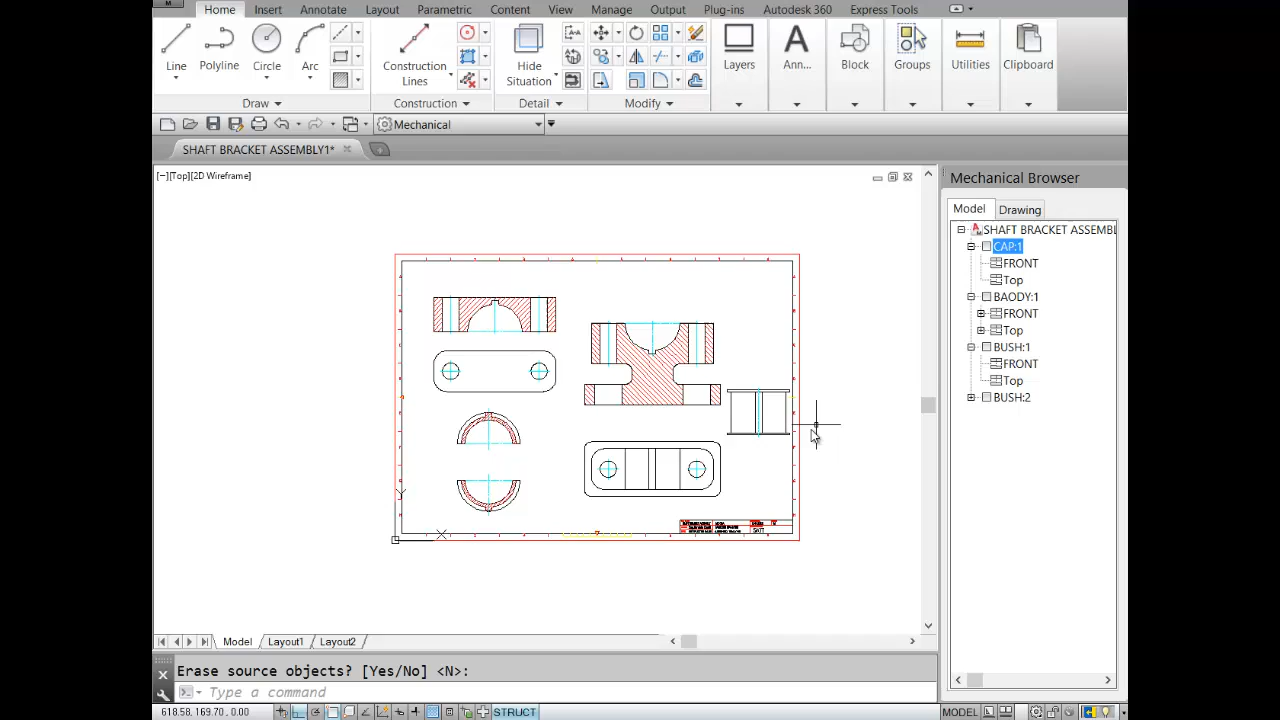 Home Insert Annotate Layout Parametric Content View Manage Output Plug-ins Autodesk 360 Express Tools
Line Polyline Circle Arc
Construction Lines
Hide Situation
Layers Ann... Block Groups Utilities Clipboard
Draw Construction Detail Modify
Mechanical
SHAFT BRACKET ASSEMBLY1*
[−][Top][2D Wireframe]
Mechanical Browser
Model Drawing
SHAFT BRACKET ASSEMBL
CAP:1
FRONT
Top
BAODY:1
FRONT
Top
BUSH:1
FRONT
Top
BUSH:2
X
Model Layout1 Layout2
Erase source objects? [Yes/No] <N>:
Type a command
618.58, 169.70, 0.00
STRUCT
MODEL